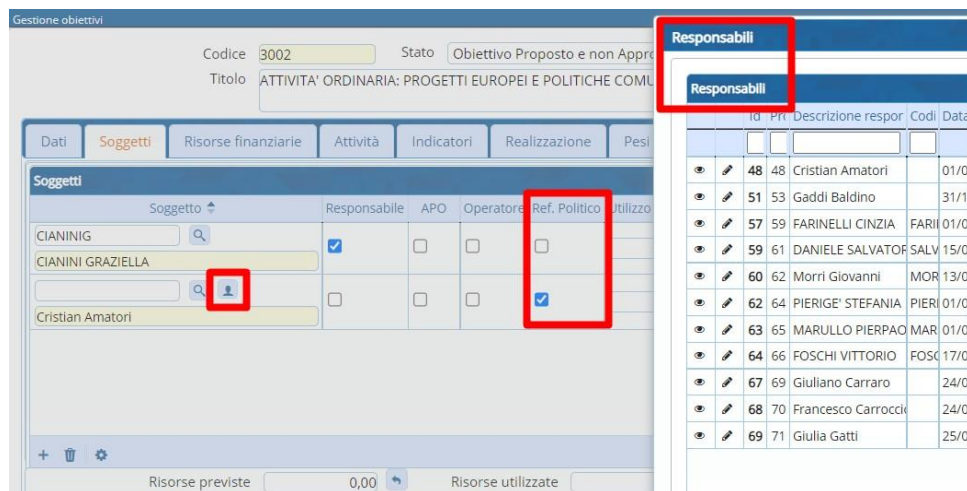 Gestione obiettivi
Codice 3002 Stato Obiettivo Proposto e non Appro
Titolo ATTIVITA' ORDINARIA: PROGETTI EUROPEI E POLITICHE COMU
Dati Soggetti Risorse finanziarie Attività Indicatori Realizzazione Pesi
Soggetti
Soggetto Responsabile APO Operatore Ref. Politico Utilizzo
CIANINIG
CIANINI GRAZIELLA
Cristian Amatori
Risorse previste 0,00 Risorse utilizzate
Responsabili
Responsabili
Id Pro Descrizione respor Codi Data
48 48 Cristian Amatori 01/0
51 53 Gaddi Baldino 31/1
57 59 FARINELLI CINZIA FARI 01/0
59 61 DANIELE SALVATOR SALV 15/0
60 62 Morri Giovanni MOR 13/0
62 64 PIERIGE' STEFANIA PIERI 01/0
63 65 MARULLO PIERPAO MAR 01/0
64 66 FOSCHI VITTORIO FOSC 17/0
67 69 Giuliano Carraro 24/0
68 70 Francesco Carroccio 24/0
69 71 Giulia Gatti 25/0